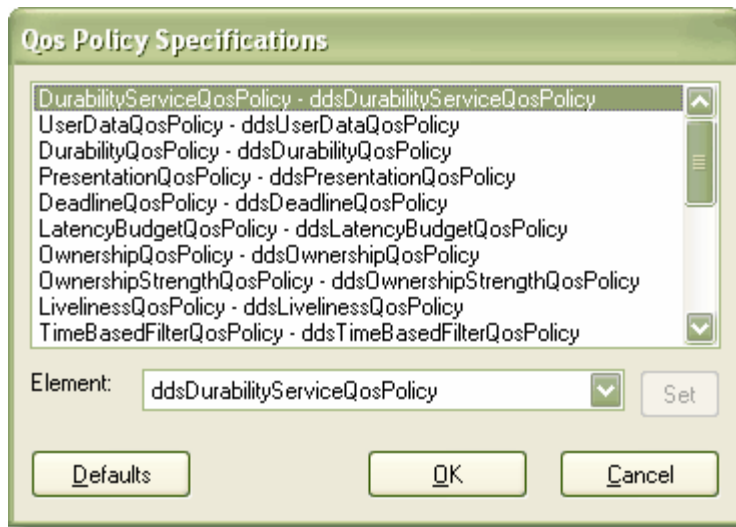 Qos Policy Specifications
DurabilityServiceQosPolicy - ddsDurabilityServiceQosPolicy
UserDataQosPolicy - ddsUserDataQosPolicy
DurabilityQosPolicy - ddsDurabilityQosPolicy
PresentationQosPolicy - ddsPresentationQosPolicy
DeadlineQosPolicy - ddsDeadlineQosPolicy
LatencyBudgetQosPolicy - ddsLatencyBudgetQosPolicy
OwnershipQosPolicy - ddsOwnershipQosPolicy
OwnershipStrengthQosPolicy - ddsOwnershipStrengthQosPolicy
LivelinessQosPolicy - ddsLivelinessQosPolicy
TimeBasedFilterQosPolicy - ddsTimeBasedFilterQosPolicy
Element: ddsDurabilityServiceQosPolicy Set
Defaults OK Cancel